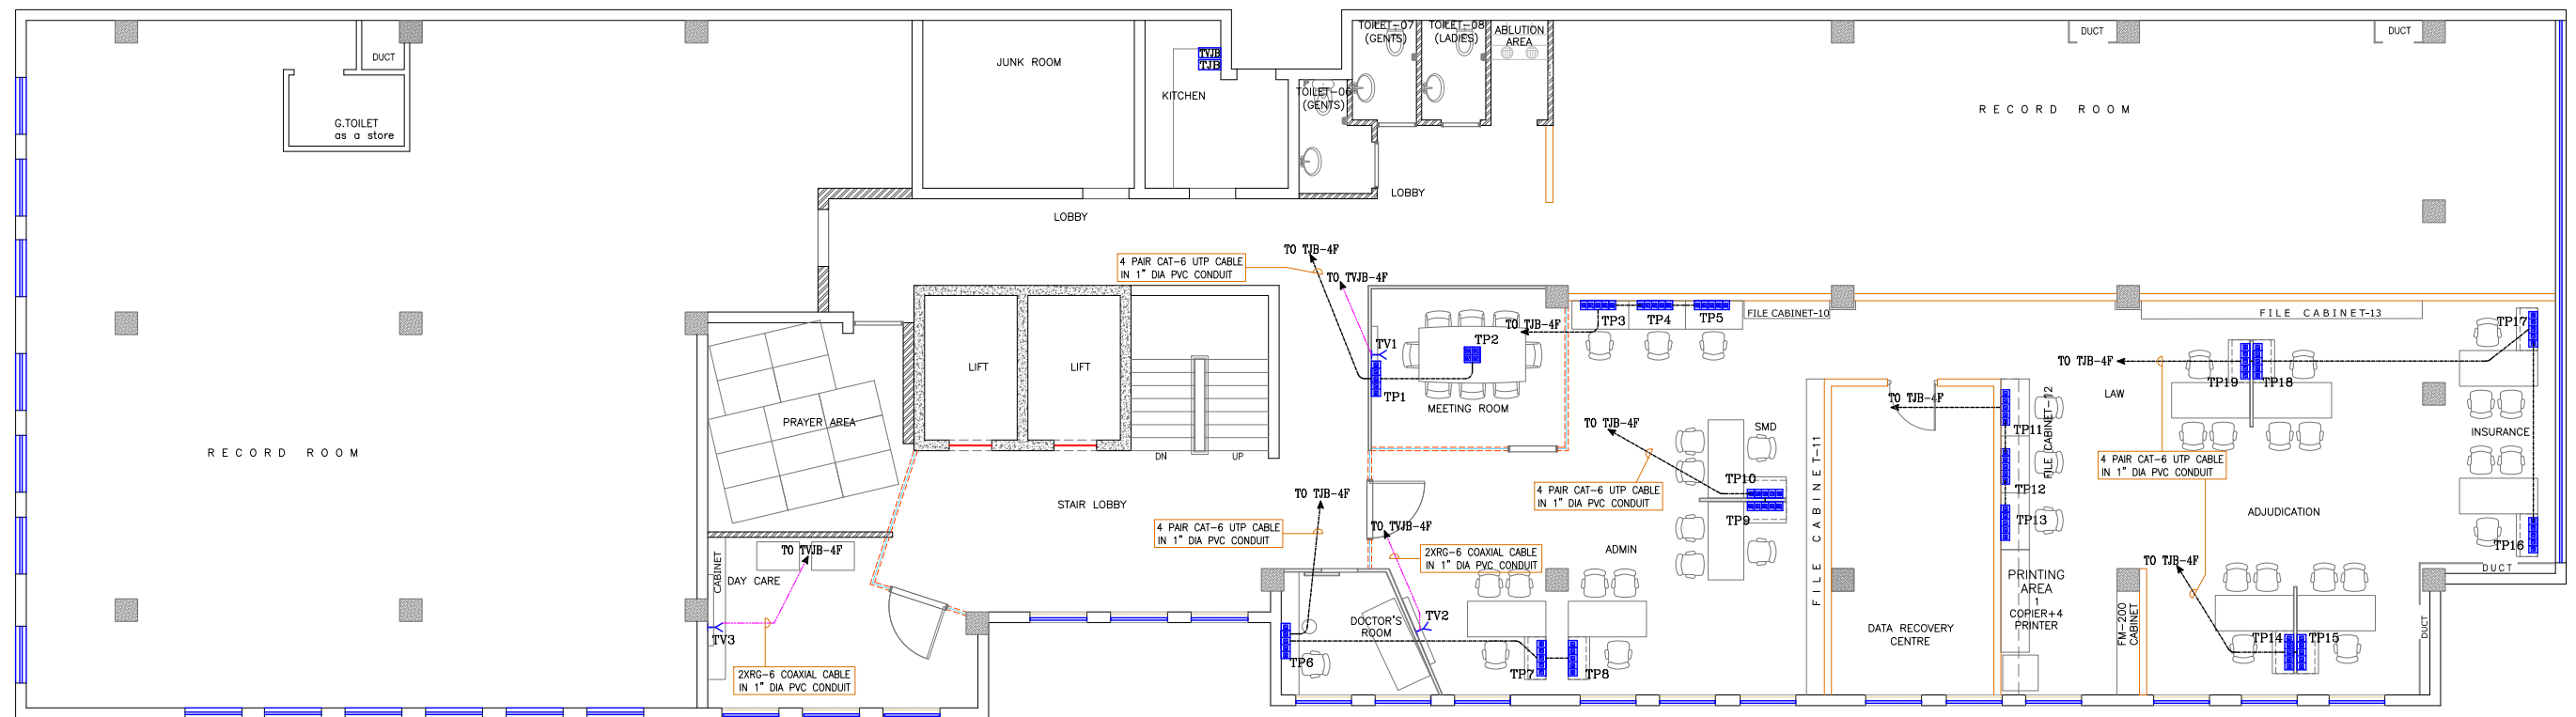 DUCT
G.TOILET
as a store
RECORD ROOM
JUNK ROOM
KITCHEN
TVJB
TJB
TOILET-06
(GENTS)
TOILET-07
(GENTS)
TOILET-08
(LADIES)
ABLUTION
AREA
LOBBY
LOBBY
DUCT
DUCT
RECORD ROOM
PRAYER AREA
LIFT
LIFT
DN
UP
STAIR LOBBY
4 PAIR CAT-6 UTP CABLE
IN 1" DIA PVC CONDUIT
TO TJB-4F
TO TVJB-4F
TV1
TP1
TP2
MEETING ROOM
TO TJB-4F
TP3
TP4
TP5
FILE CABINET-10
FILE CABINET-13
CABINET
DAY CARE
TO TVJB-4F
TV3
2XRG-6 COAXIAL CABLE
IN 1" DIA PVC CONDUIT
4 PAIR CAT-6 UTP CABLE
IN 1" DIA PVC CONDUIT
TO TJB-4F
TO TVJB-4F
2XRG-6 COAXIAL CABLE
IN 1" DIA PVC CONDUIT
TP6
DOCTOR'S
ROOM
TV2
TP7
TP8
ADMIN
TO TJB-4F
4 PAIR CAT-6 UTP CABLE
IN 1" DIA PVC CONDUIT
SMD
TP10
TP9
FILE CABINET-11
TO TJB-4F
DATA RECOVERY
CENTRE
TP11
TP12
TP13
FILE CABINET-12
PRINTING
AREA
1
COPIER+4
PRINTER
FM-200
CABINET
LAW
TO TJB-4F
4 PAIR CAT-6 UTP CABLE
IN 1" DIA PVC CONDUIT
TP19
TP18
TP17
INSURANCE
ADJUDICATION
TP16
TO TJB-4F
TP14
TP15
DUCT
DUCT